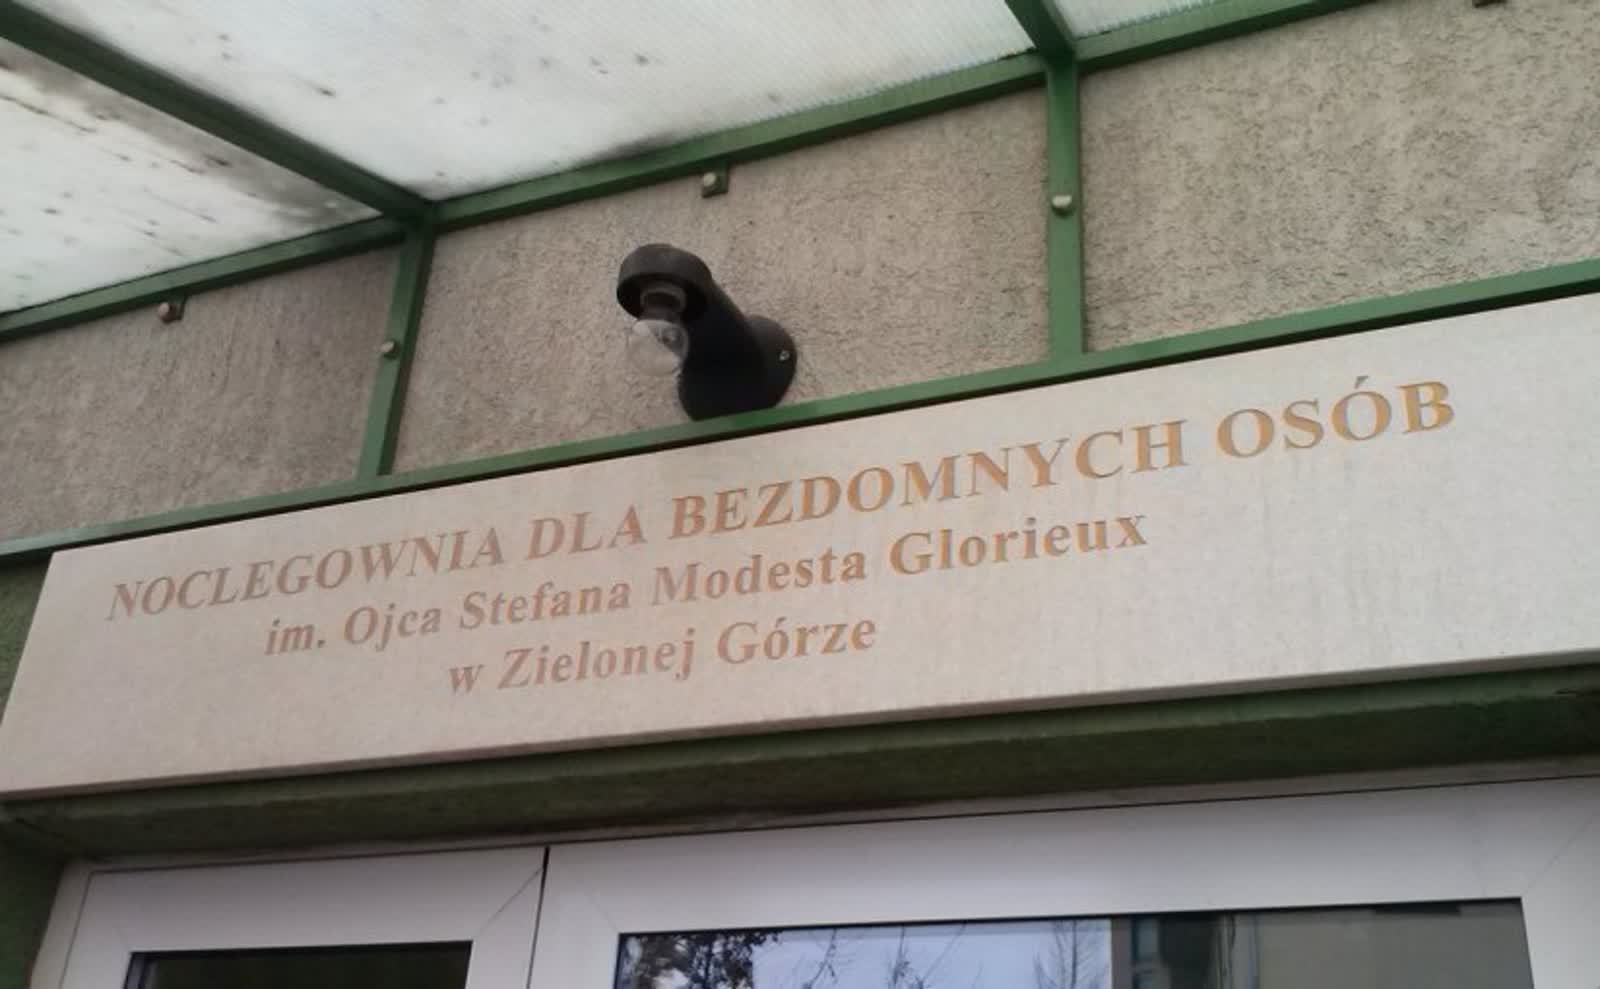 NOCLEGOWNIA DLA BEZDOMNYCH OSÓB
im. Ojca Stefana Modesta Glorieux
w Zielonej Górze